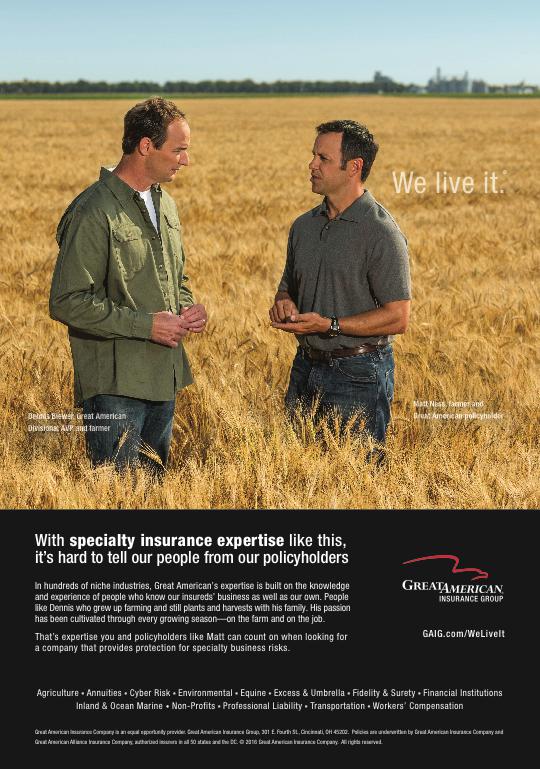 We live it.
Dennis Biewer, Great American
Divisional AVP and farmer
Matt Ness, farmer and
Great American policyholder
With specialty insurance expertise like this,
it's hard to tell our people from our policyholders
In hundreds of niche industries, Great American's expertise is built on the knowledge
and experience of people who know our insureds' business as well as our own. People
like Dennis who grew up farming and still plants and harvests with his family. His passion
has been cultivated through every growing season—on the farm and on the job.
That's expertise you and policyholders like Matt can count on when looking for
a company that provides protection for specialty business risks.
GREATAMERICAN.
INSURANCE GROUP
GAIG.com/WeLiveIt
Agriculture • Annuities • Cyber Risk • Environmental • Equine • Excess & Umbrella • Fidelity & Surety • Financial Institutions
Inland & Ocean Marine • Non-Profits • Professional Liability • Transportation • Workers' Compensation
Great American Insurance Company is an equal opportunity provider. Great American Insurance Group, 301 E. Fourth St., Cincinnati, OH 45202. Policies are underwritten by Great American Insurance Company and
Great American Alliance Insurance Company, authorized insurers in all 50 states and the DC. © 2016 Great American Insurance Company. All rights reserved.